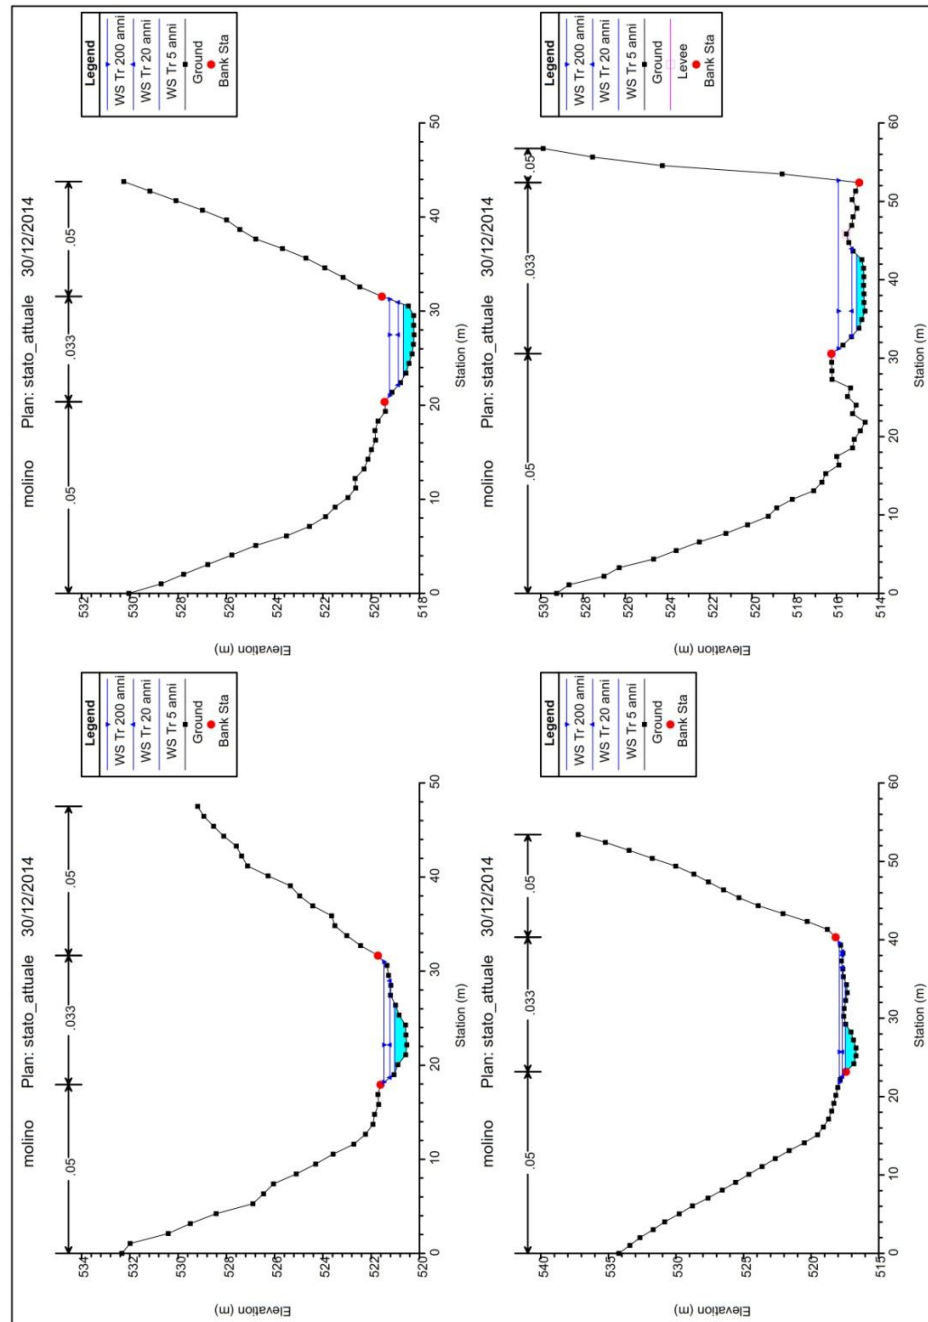 molino Plan: stato_attuale 30/12/2014
.05
.033
.05
Legend
WS Tr 200 anni
WS Tr 20 anni
WS Tr 5 anni
Ground
Bank Sta
534
532
530
528
526
524
522
520
Elevation (m)
0
10
20
30
40
50
Station (m)
molino Plan: stato_attuale 30/12/2014
.05
.033
.05
Legend
WS Tr 200 anni
WS Tr 20 anni
WS Tr 5 anni
Ground
Bank Sta
532
530
528
526
524
522
520
518
Elevation (m)
0
10
20
30
40
50
Station (m)
molino Plan: stato_attuale 30/12/2014
.05
.033
.05
Legend
WS Tr 200 anni
WS Tr 20 anni
WS Tr 5 anni
Ground
Bank Sta
540
535
530
525
520
515
Elevation (m)
0
10
20
30
40
50
60
Station (m)
molino Plan: stato_attuale 30/12/2014
.05
.033
.05
Legend
WS Tr 200 anni
WS Tr 20 anni
WS Tr 5 anni
Ground
Levee
Bank Sta
530
528
526
524
522
520
518
516
514
Elevation (m)
0
10
20
30
40
50
60
Station (m)